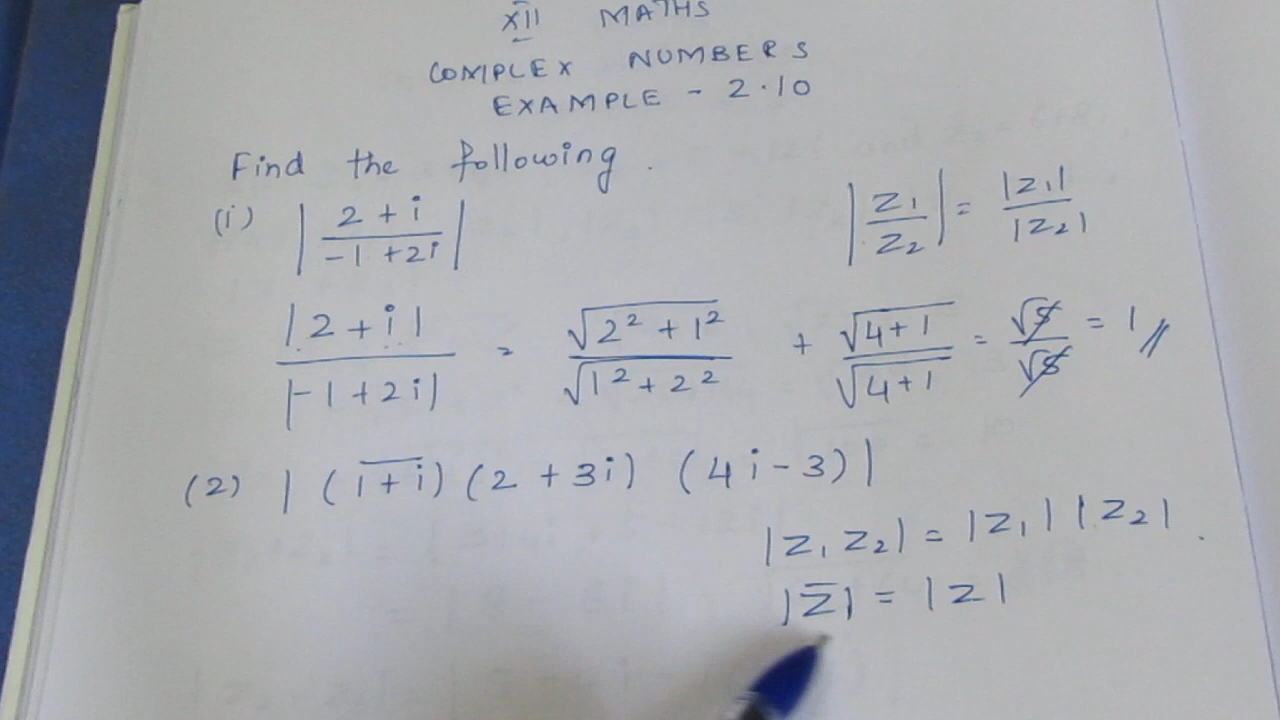 XII MATHS
COMPLEX NUMBERS
EXAMPLE - 2.10
Find the following.
(i) | 2 + i / -1 + 2i |
| z₁ / z₂ | = |z₁| / |z₂|
|2 + i| / |-1 + 2i| = √(2² + 1²) / √(1² + 2²) + √(4+1) / √(4+1) = √5 / √5 = 1 //
(2) | (1̅+̅i̅) (2 + 3i) (4i - 3) |
|z₁ z₂| = |z₁| |z₂|.
|z̅| = |z|